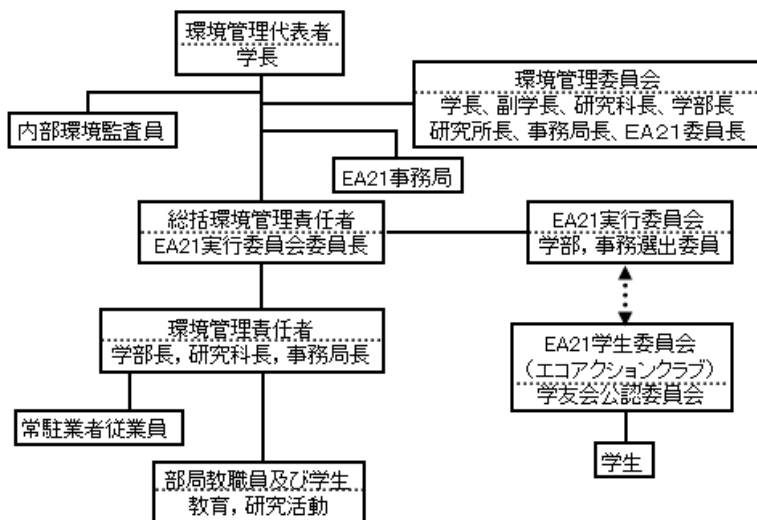 環境管理代表者
学長
環境管理委員会
学長、副学長、研究科長、学部長
研究所長、事務局長、EA21委員長
内部環境監査員
EA21事務局
総括環境管理責任者
EA21実行委員会委員長
EA21実行委員会
学部,事務選出委員
環境管理責任者
学部長,研究科長,事務局長
EA21学生委員会
(エコアクションクラブ)
学友会公認委員会
常駐業者従業員
学生
部局教職員及び学生
教育,研究活動